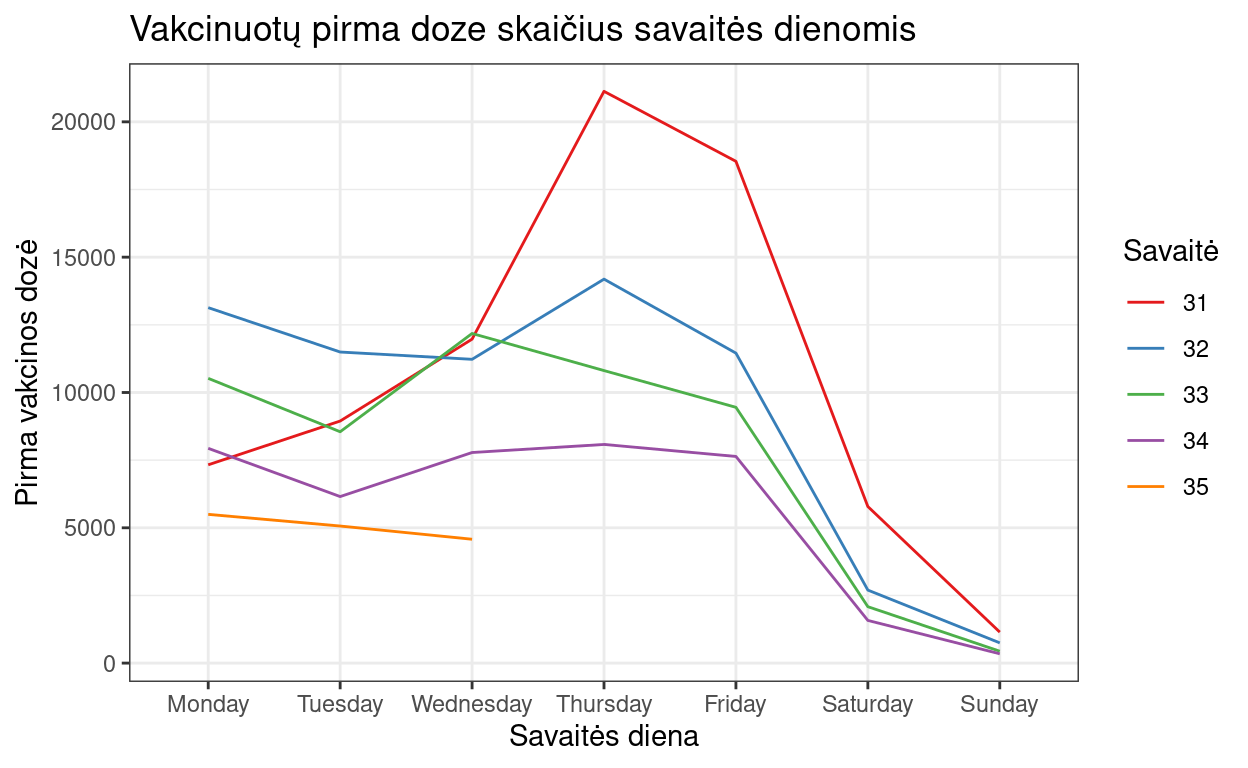 Vakcinuotų pirma doze skaičius savaitės dienomis
Pirma vakcinos dozė
20000
15000
10000
5000
0
Monday Tuesday Wednesday Thursday Friday Saturday Sunday
Savaitės diena
Savaitė
31
32
33
34
35